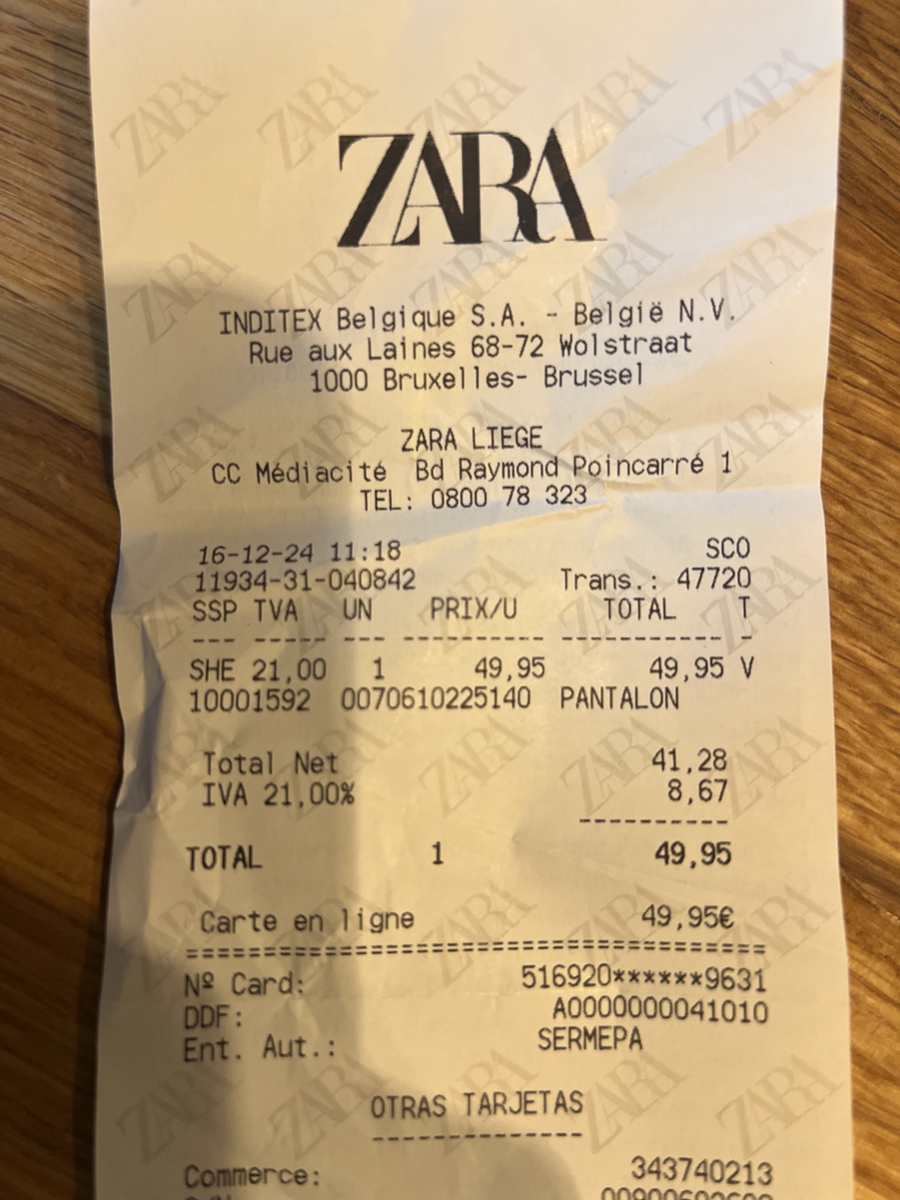 ZARA
INDITEX Belgique S.A. - België N.V.
Rue aux Laines 68-72 Wolstraat
1000 Bruxelles- Brussel
ZARA LIEGE
CC Médiacité Bd Raymond Poincarré 1
TEL: 0800 78 323
16-12-24 11:18 SCO
11934-31-040842 Trans.: 47720
SSP TVA UN PRIX/U TOTAL T
--- ----- --- ---------- ----------- -
SHE 21,00 1 49,95 49,95 V
10001592 0070610225140 PANTALON
Total Net 41,28
IVA 21,00% 8,67
----------
TOTAL 1 49,95
Carte en ligne 49,95€
========================================
Nº Card: 516920******9631
DDF: A0000000041010
Ent. Aut.: SERMEPA
OTRAS TARJETAS
--------------
Commerce: 343740213